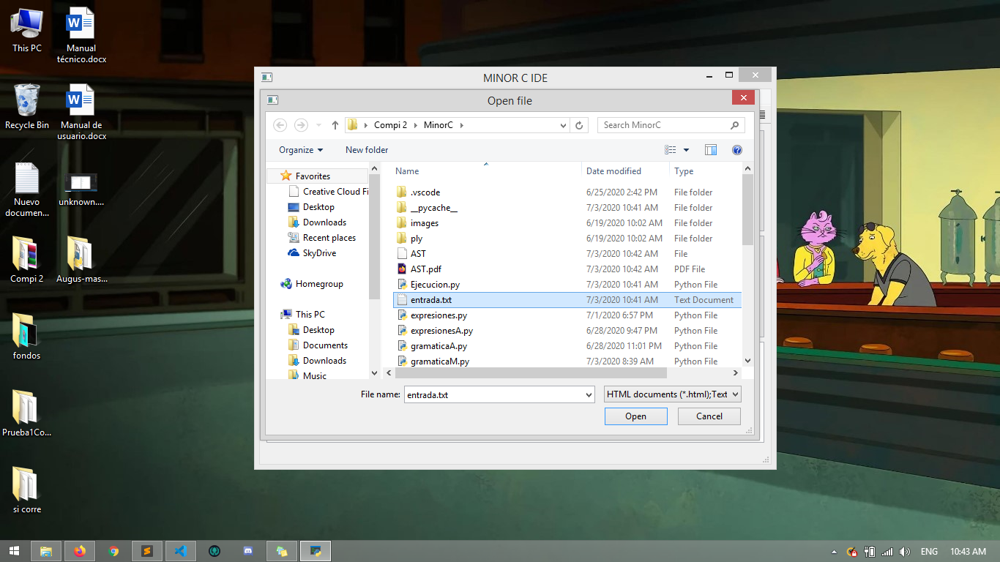 This PC
Manual
técnico.docx
Recycle Bin
Manual de
usuario.docx
Nuevo
documen...
unknown....
Compi 2
Augus-mas...
fondos
Prueba1Co...
si corre
MINOR C IDE
Open file
Compi 2
MinorC
Search MinorC
Organize
New folder
Favorites
Creative Cloud Fi
Desktop
Downloads
Recent places
SkyDrive
Homegroup
This PC
Desktop
Documents
Downloads
Music
Name Date modified Type
.vscode 6/25/2020 2:42 PM File folder
__pycache__ 7/3/2020 10:41 AM File folder
images 6/19/2020 10:02 AM File folder
ply 6/19/2020 10:02 AM File folder
AST 7/3/2020 10:42 AM File
AST.pdf 7/3/2020 10:42 AM PDF File
Ejecucion.py 7/3/2020 10:41 AM Python File
entrada.txt 7/3/2020 10:41 AM Text Document
expresiones.py 7/1/2020 6:57 PM Python File
expresionesA.py 6/28/2020 9:47 PM Python File
gramaticaA.py 6/28/2020 11:01 PM Python File
gramaticaM.py 7/3/2020 8:39 AM Python File
File name: entrada.txt HTML documents (*.html);Text
Open Cancel
ENG 10:43 AM